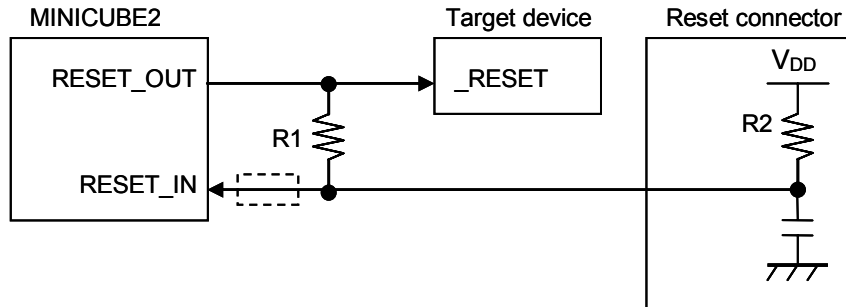 MINICUBE2
Target device
Reset connector
RESET_OUT
_RESET
VDD
R1
R2
RESET_IN